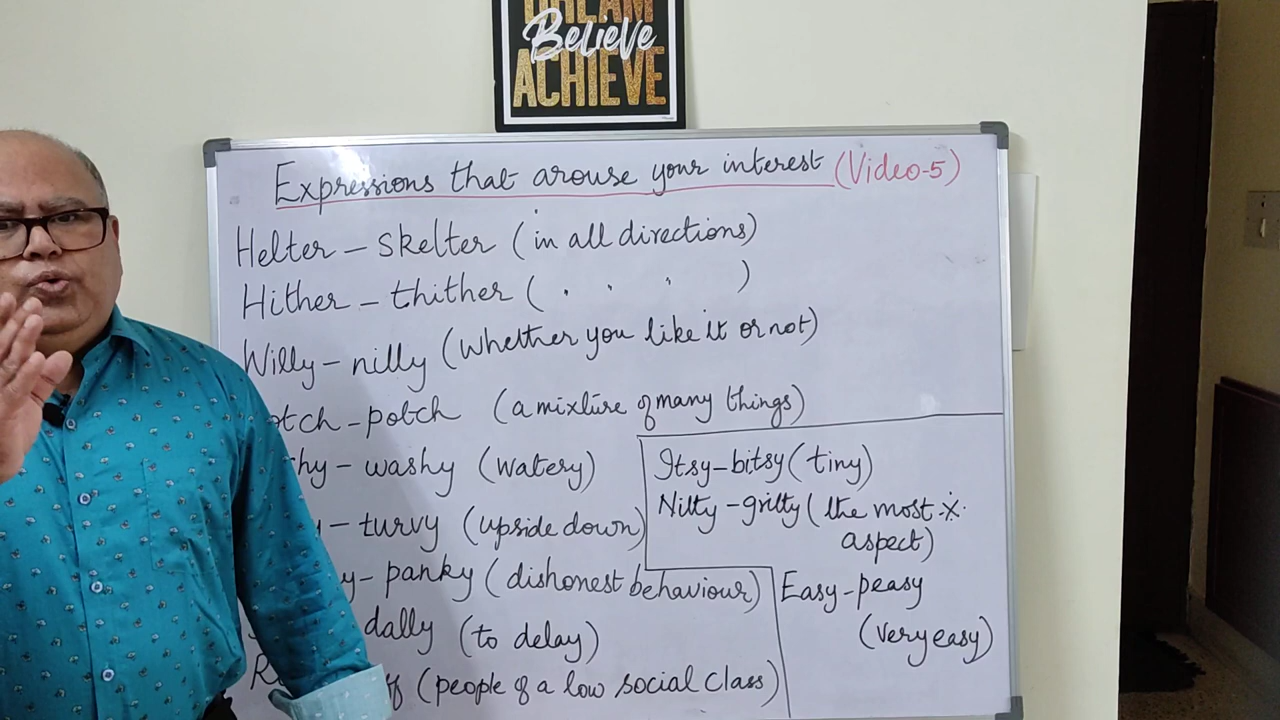 DREAM
Believe
ACHIEVE
Expressions that arouse your interest (Video-5)
Helter - skelter (in all directions)
Hither - thither ( . . . )
Willy - nilly (whether you like it or not)
otch - potch (a mixture of many things)
hy - washy (watery)
- turvy (upside down)
y - panky (dishonest behaviour)
dally (to delay)
(people of a low social class)
Itsy-bitsy (tiny)
Nitty-gritty (the most
aspect)
Easy-peasy
(very easy)